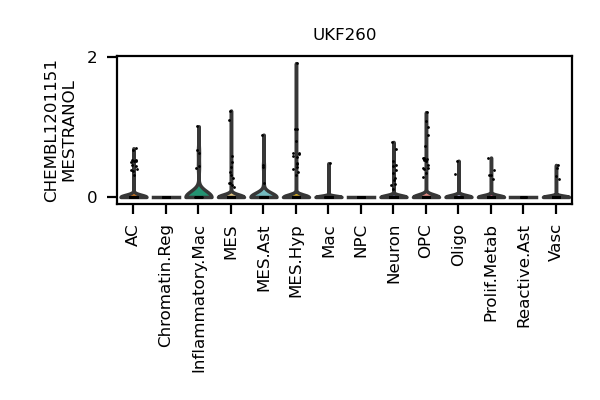 UKF260
CHEMBL1201151
MESTRANOL
2
0
AC
Chromatin.Reg
Inflammatory.Mac
MES
MES.Ast
MES.Hyp
Mac
NPC
Neuron
OPC
Oligo
Prolif.Metab
Reactive.Ast
Vasc